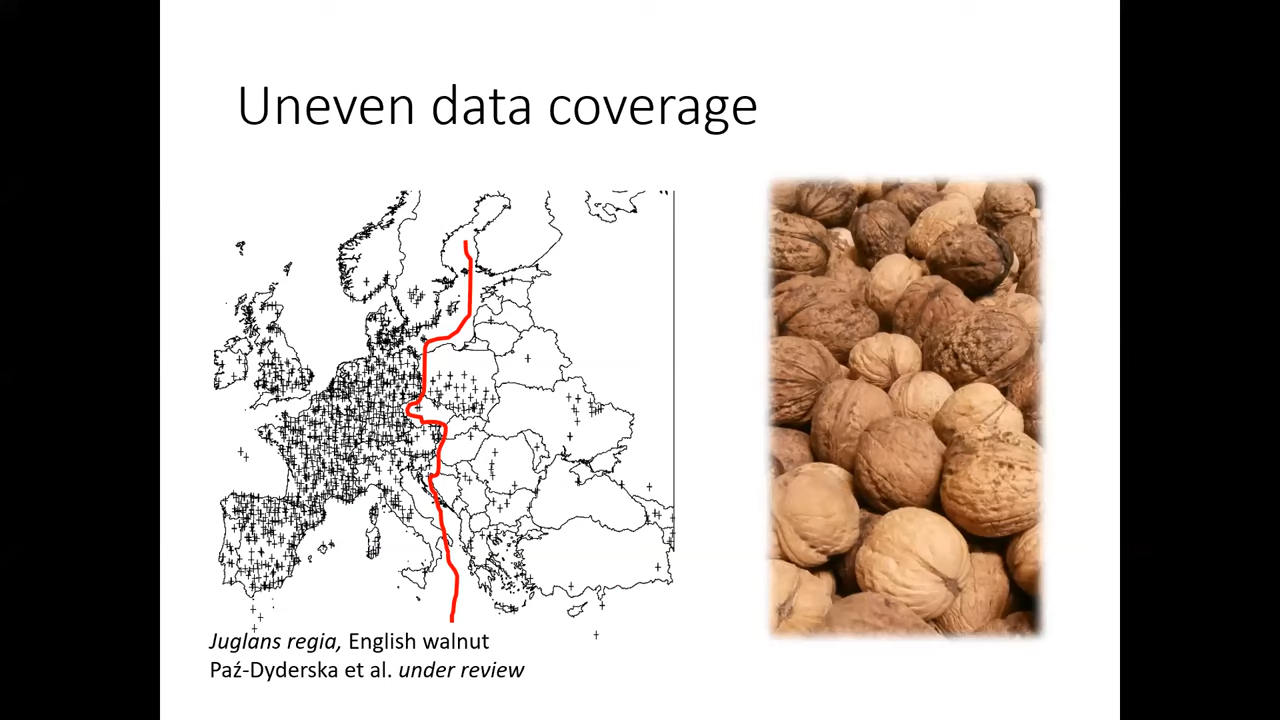 Uneven data coverage
Juglans regia, English walnut
Paź-Dyderska et al. under review